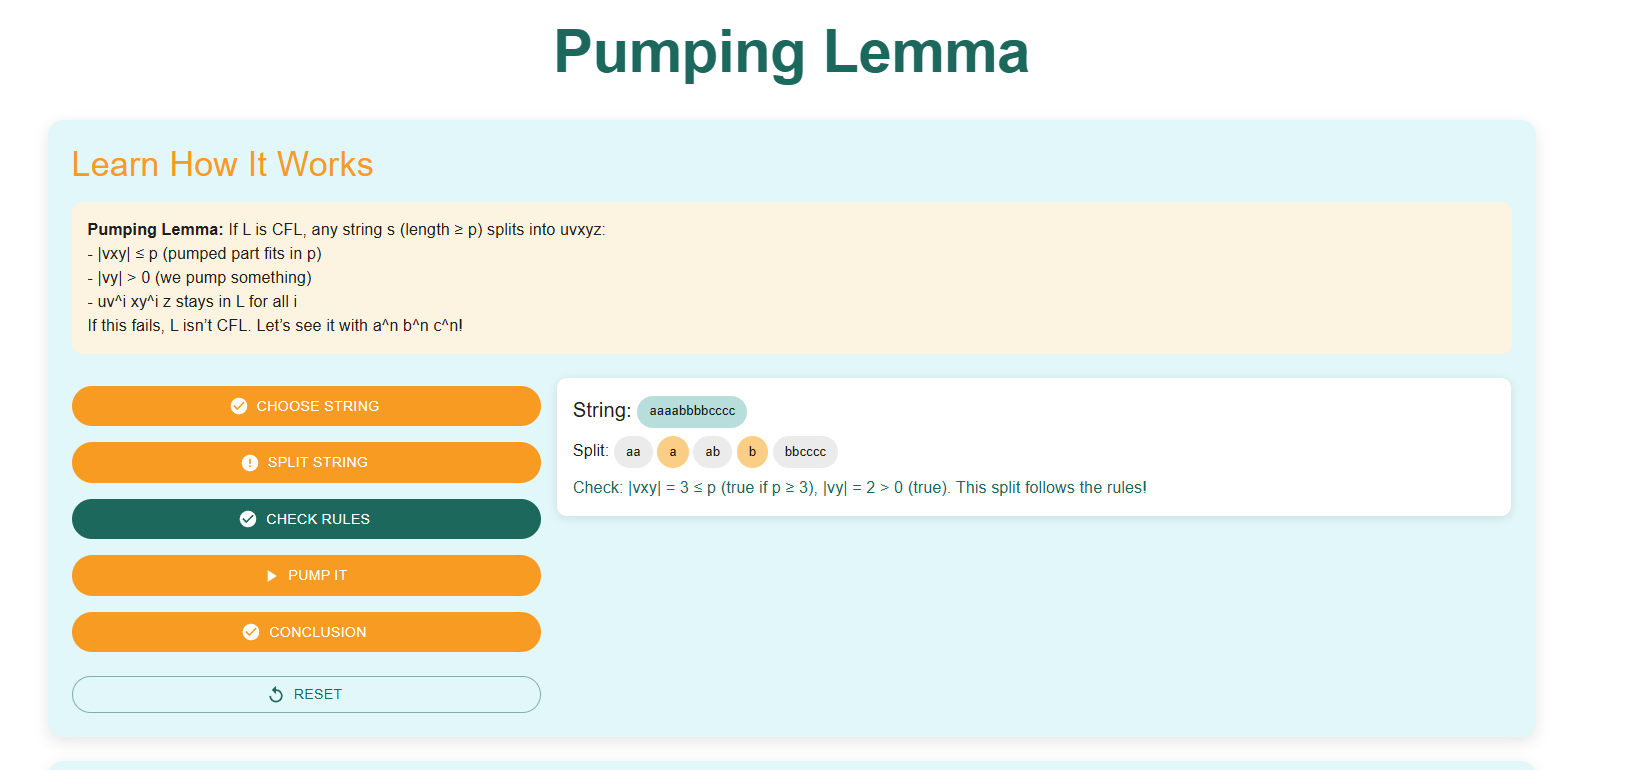 Pumping Lemma
Learn How It Works
Pumping Lemma: If L is CFL, any string s (length ≥ p) splits into uvxyz:
- |vxy| ≤ p (pumped part fits in p)
- |vy| > 0 (we pump something)
- uv^i xy^i z stays in L for all i
If this fails, L isn’t CFL. Let’s see it with a^n b^n c^n!
CHOOSE STRING
SPLIT STRING
CHECK RULES
PUMP IT
CONCLUSION
RESET
String: aaaabbbbcccc
Split: aa a ab b bbcccc
Check: |vxy| = 3 ≤ p (true if p ≥ 3), |vy| = 2 > 0 (true). This split follows the rules!